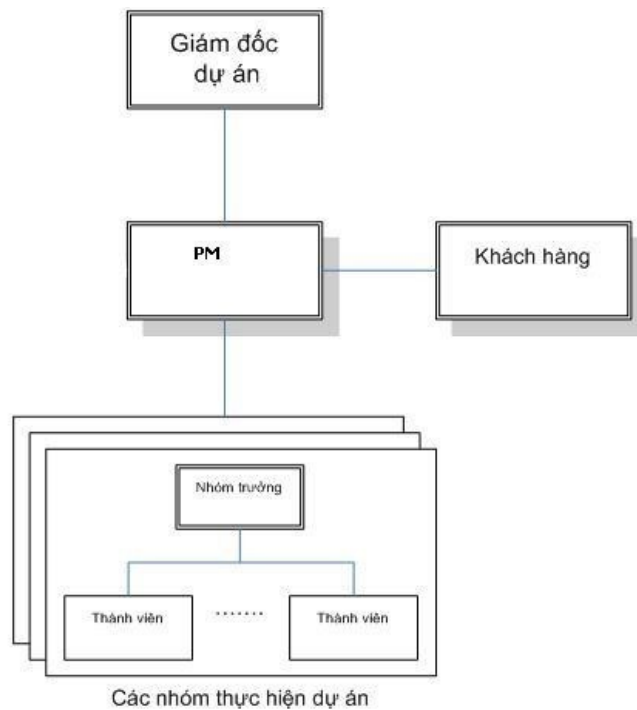 Giám đốc
dự án
PM
Khách hàng
Nhóm trưởng
Thành viên
.......
Thành viên
Các nhóm thực hiện dự án